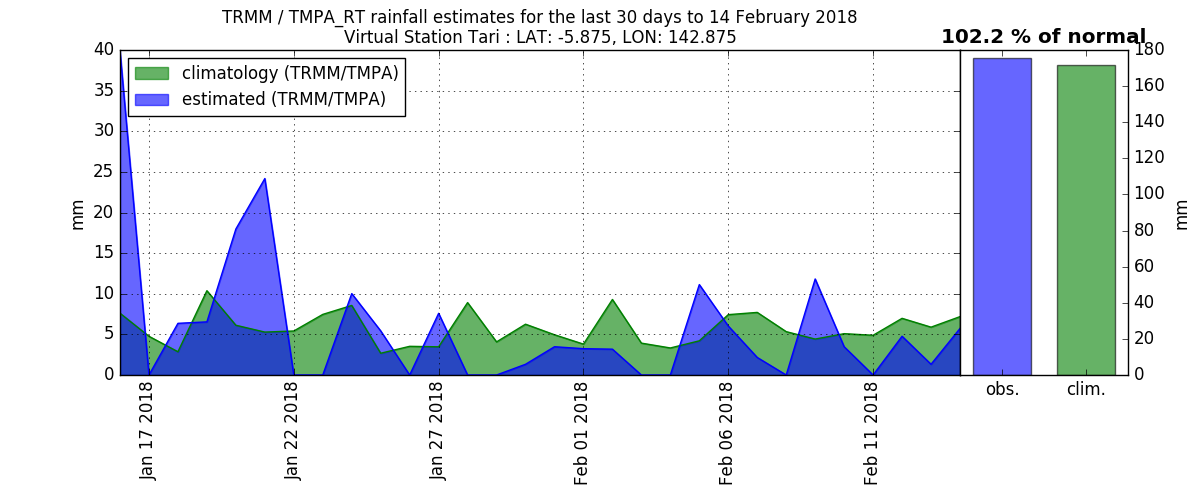 TRMM / TMPA_RT rainfall estimates for the last 30 days to 14 February 2018
Virtual Station Tari : LAT: -5.875, LON: 142.875
102.2 % of normal
climatology (TRMM/TMPA)
estimated (TRMM/TMPA)
mm
40
35
30
25
20
15
10
5
0
Jan 17 2018
Jan 22 2018
Jan 27 2018
Feb 01 2018
Feb 06 2018
Feb 11 2018
obs.
clim.
180
160
140
120
100
80
60
40
20
0
mm